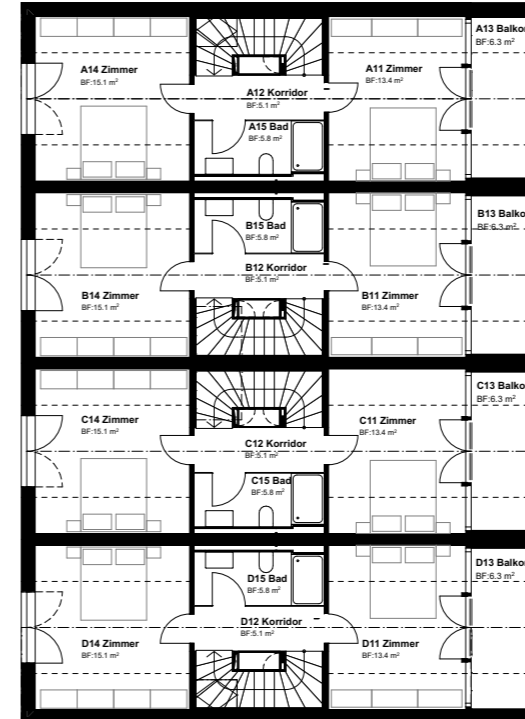 A13 Balkon
BF:6.3 m²
A14 Zimmer
BF:15.1 m²
A11 Zimmer
BF:13.4 m²
A12 Korridor
BF:5.1 m²
A15 Bad
BF:5.8 m²
B13 Balko
BF:6.3 m²
B15 Bad
BF:5.8 m²
B12 Korridor
BF:5.1 m²
B14 Zimmer
BF:15.1 m²
B11 Zimmer
BF:13.4 m²
C13 Balko
BF:6.3 m²
C14 Zimmer
BF:15.1 m²
C11 Zimmer
BF:13.4 m²
C12 Korridor
BF:5.1 m²
C15 Bad
BF:5.8 m²
D13 Balko
BF:6.3 m²
D15 Bad
BF:5.8 m²
D12 Korridor
BF:5.1 m²
D14 Zimmer
BF:15.1 m²
D11 Zimmer
BF:13.4 m²